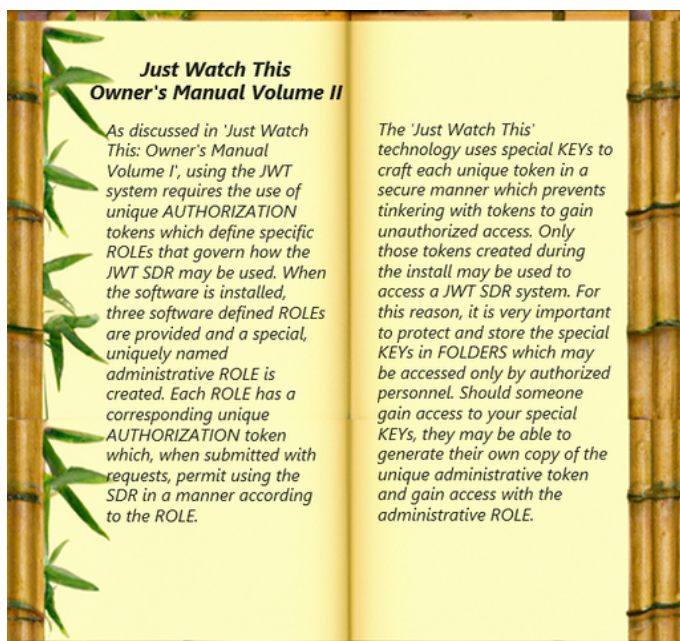 Just Watch This
Owner's Manual Volume II
As discussed in 'Just Watch
This: Owner's Manual
Volume I', using the JWT
system requires the use of
unique AUTHORIZATION
tokens which define specific
ROLEs that govern how the
JWT SDR may be used. When
the software is installed,
three software defined ROLEs
are provided and a special,
uniquely named
administrative ROLE is
created. Each ROLE has a
corresponding unique
AUTHORIZATION token
which, when submitted with
requests, permit using the
SDR in a manner according
to the ROLE.
The 'Just Watch This'
technology uses special KEYs to
craft each unique token in a
secure manner which prevents
tinkering with tokens to gain
unauthorized access. Only
those tokens created during
the install may be used to
access a JWT SDR system. For
this reason, it is very important
to protect and store the special
KEYs in FOLDERS which may
be accessed only by authorized
personnel. Should someone
gain access to your special
KEYs, they may be able to
generate their own copy of the
unique administrative token
and gain access with the
administrative ROLE.